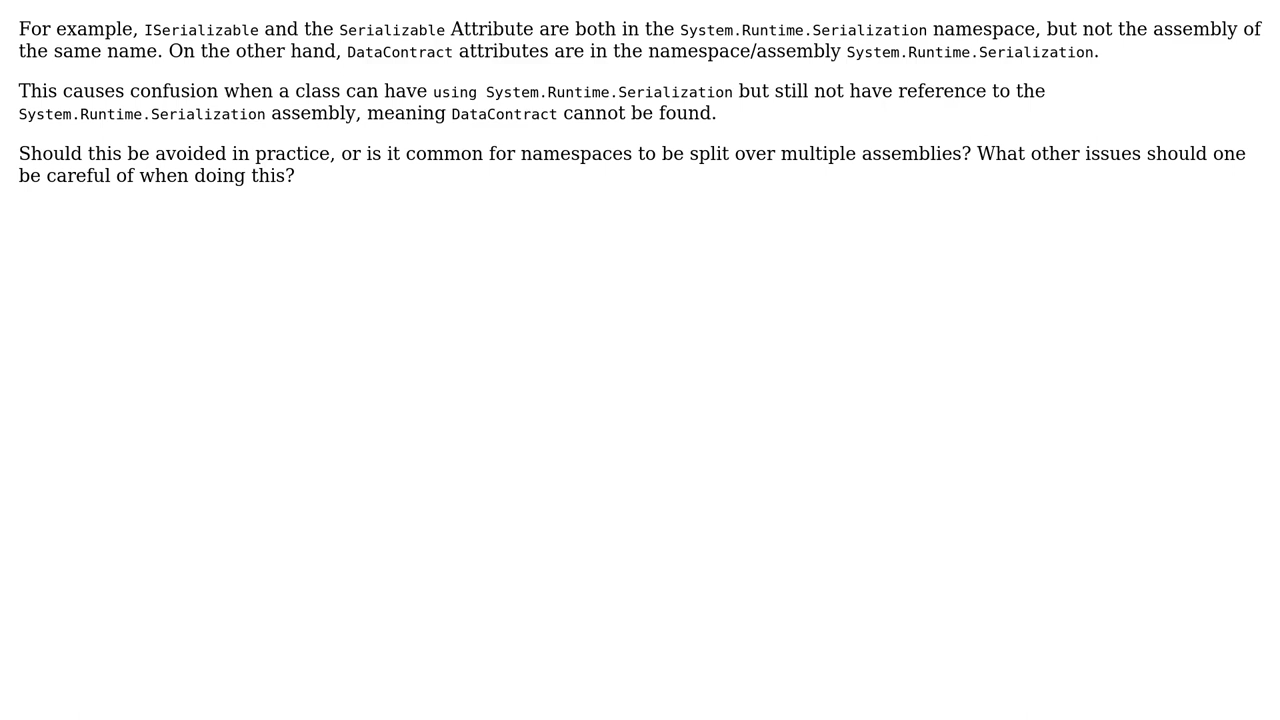 For example, ISerializable and the Serializable Attribute are both in the System.Runtime.Serialization namespace, but not the assembly of
the same name. On the other hand, DataContract attributes are in the namespace/assembly System.Runtime.Serialization.
This causes confusion when a class can have using System.Runtime.Serialization but still not have reference to the
System.Runtime.Serialization assembly, meaning DataContract cannot be found.
Should this be avoided in practice, or is it common for namespaces to be split over multiple assemblies? What other issues should one
be careful of when doing this?